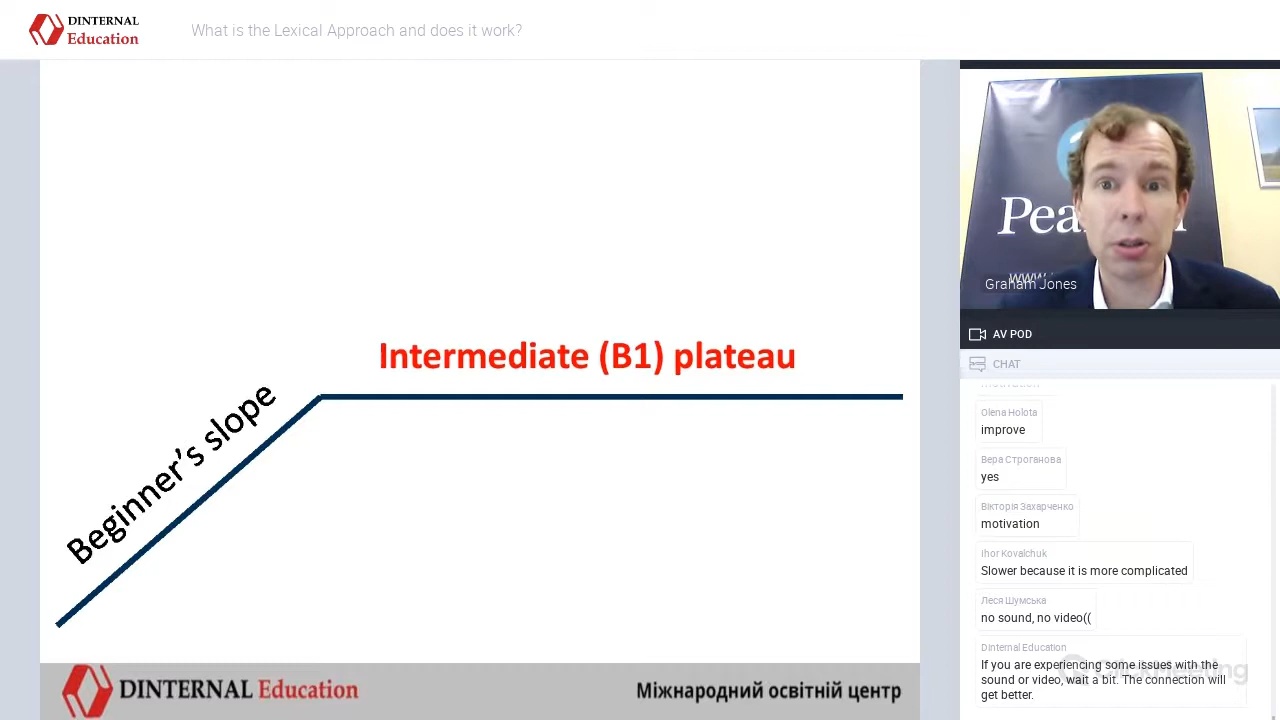 DINTERNAL
Education
What is the Lexical Approach and does it work?
Intermediate (B1) plateau
Beginner's slope
DINTERNAL Education
Міжнародний освітній центр
Graham Jones
AV POD
CHAT
motivation
Olena Holota
improve
Вера Строганова
yes
Вікторія Захарченко
motivation
Ihor Kovalchuk
Slower because it is more complicated
Леся Шумська
no sound, no video((
Dinternal Education
If you are experiencing some issues with the
sound or video, wait a bit. The connection will
get better.
ClickMeeting